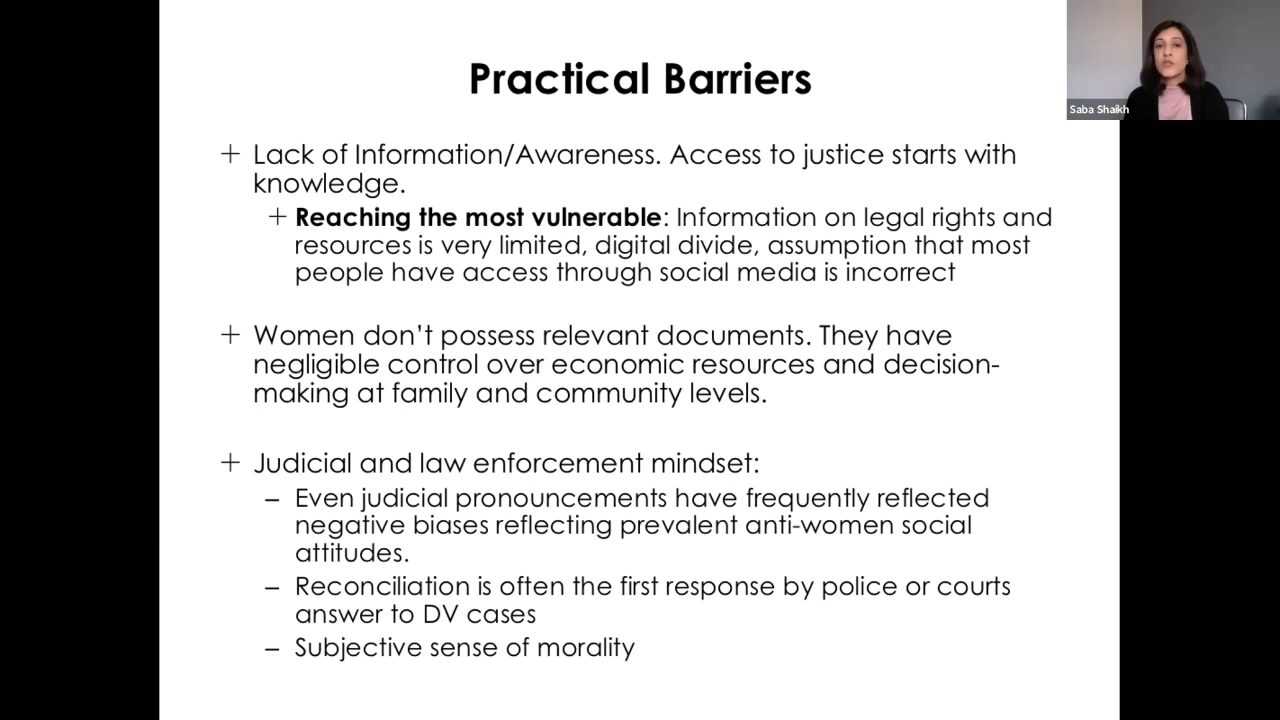 Practical Barriers
Saba Shaikh
+ Lack of Information/Awareness. Access to justice starts with
knowledge.
+ Reaching the most vulnerable: Information on legal rights and
resources is very limited, digital divide, assumption that most
people have access through social media is incorrect
+ Women don’t possess relevant documents. They have
negligible control over economic resources and decision-
making at family and community levels.
+ Judicial and law enforcement mindset:
– Even judicial pronouncements have frequently reflected
negative biases reflecting prevalent anti-women social
attitudes.
– Reconciliation is often the first response by police or courts
answer to DV cases
– Subjective sense of morality